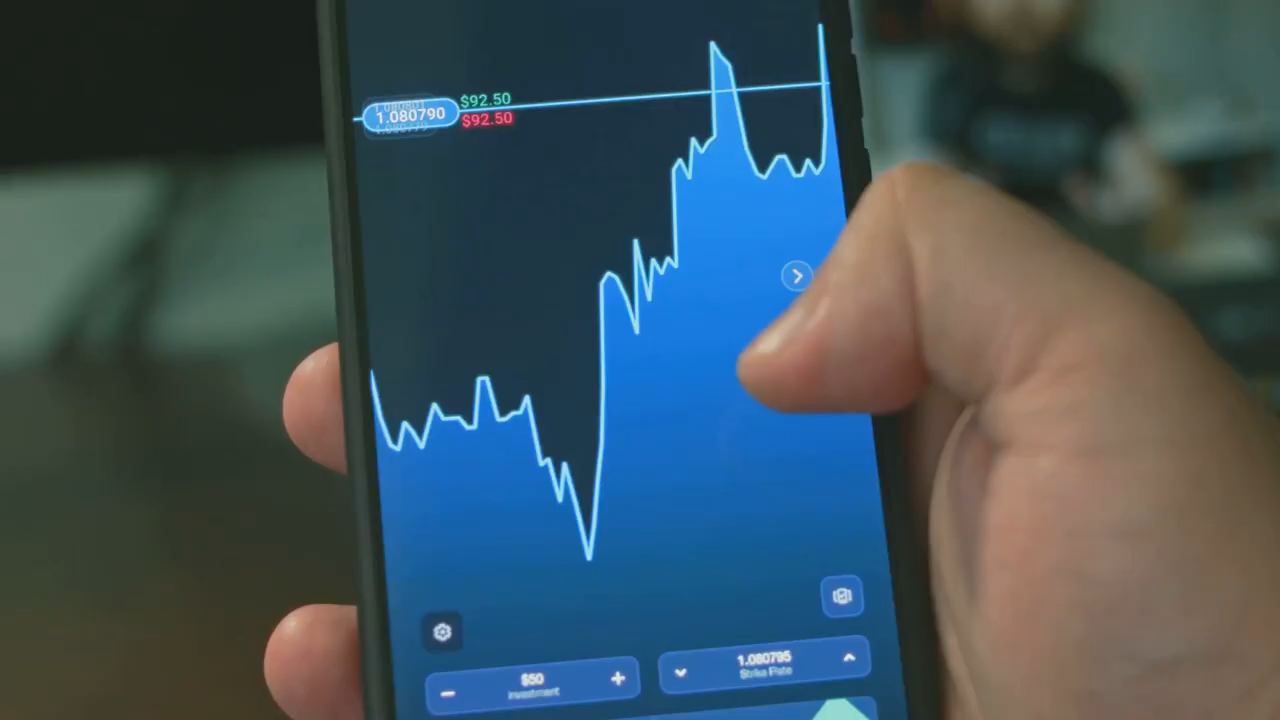 1.080790
$92.50
$92.50
$50
Investment
1.080795
Strike Rate